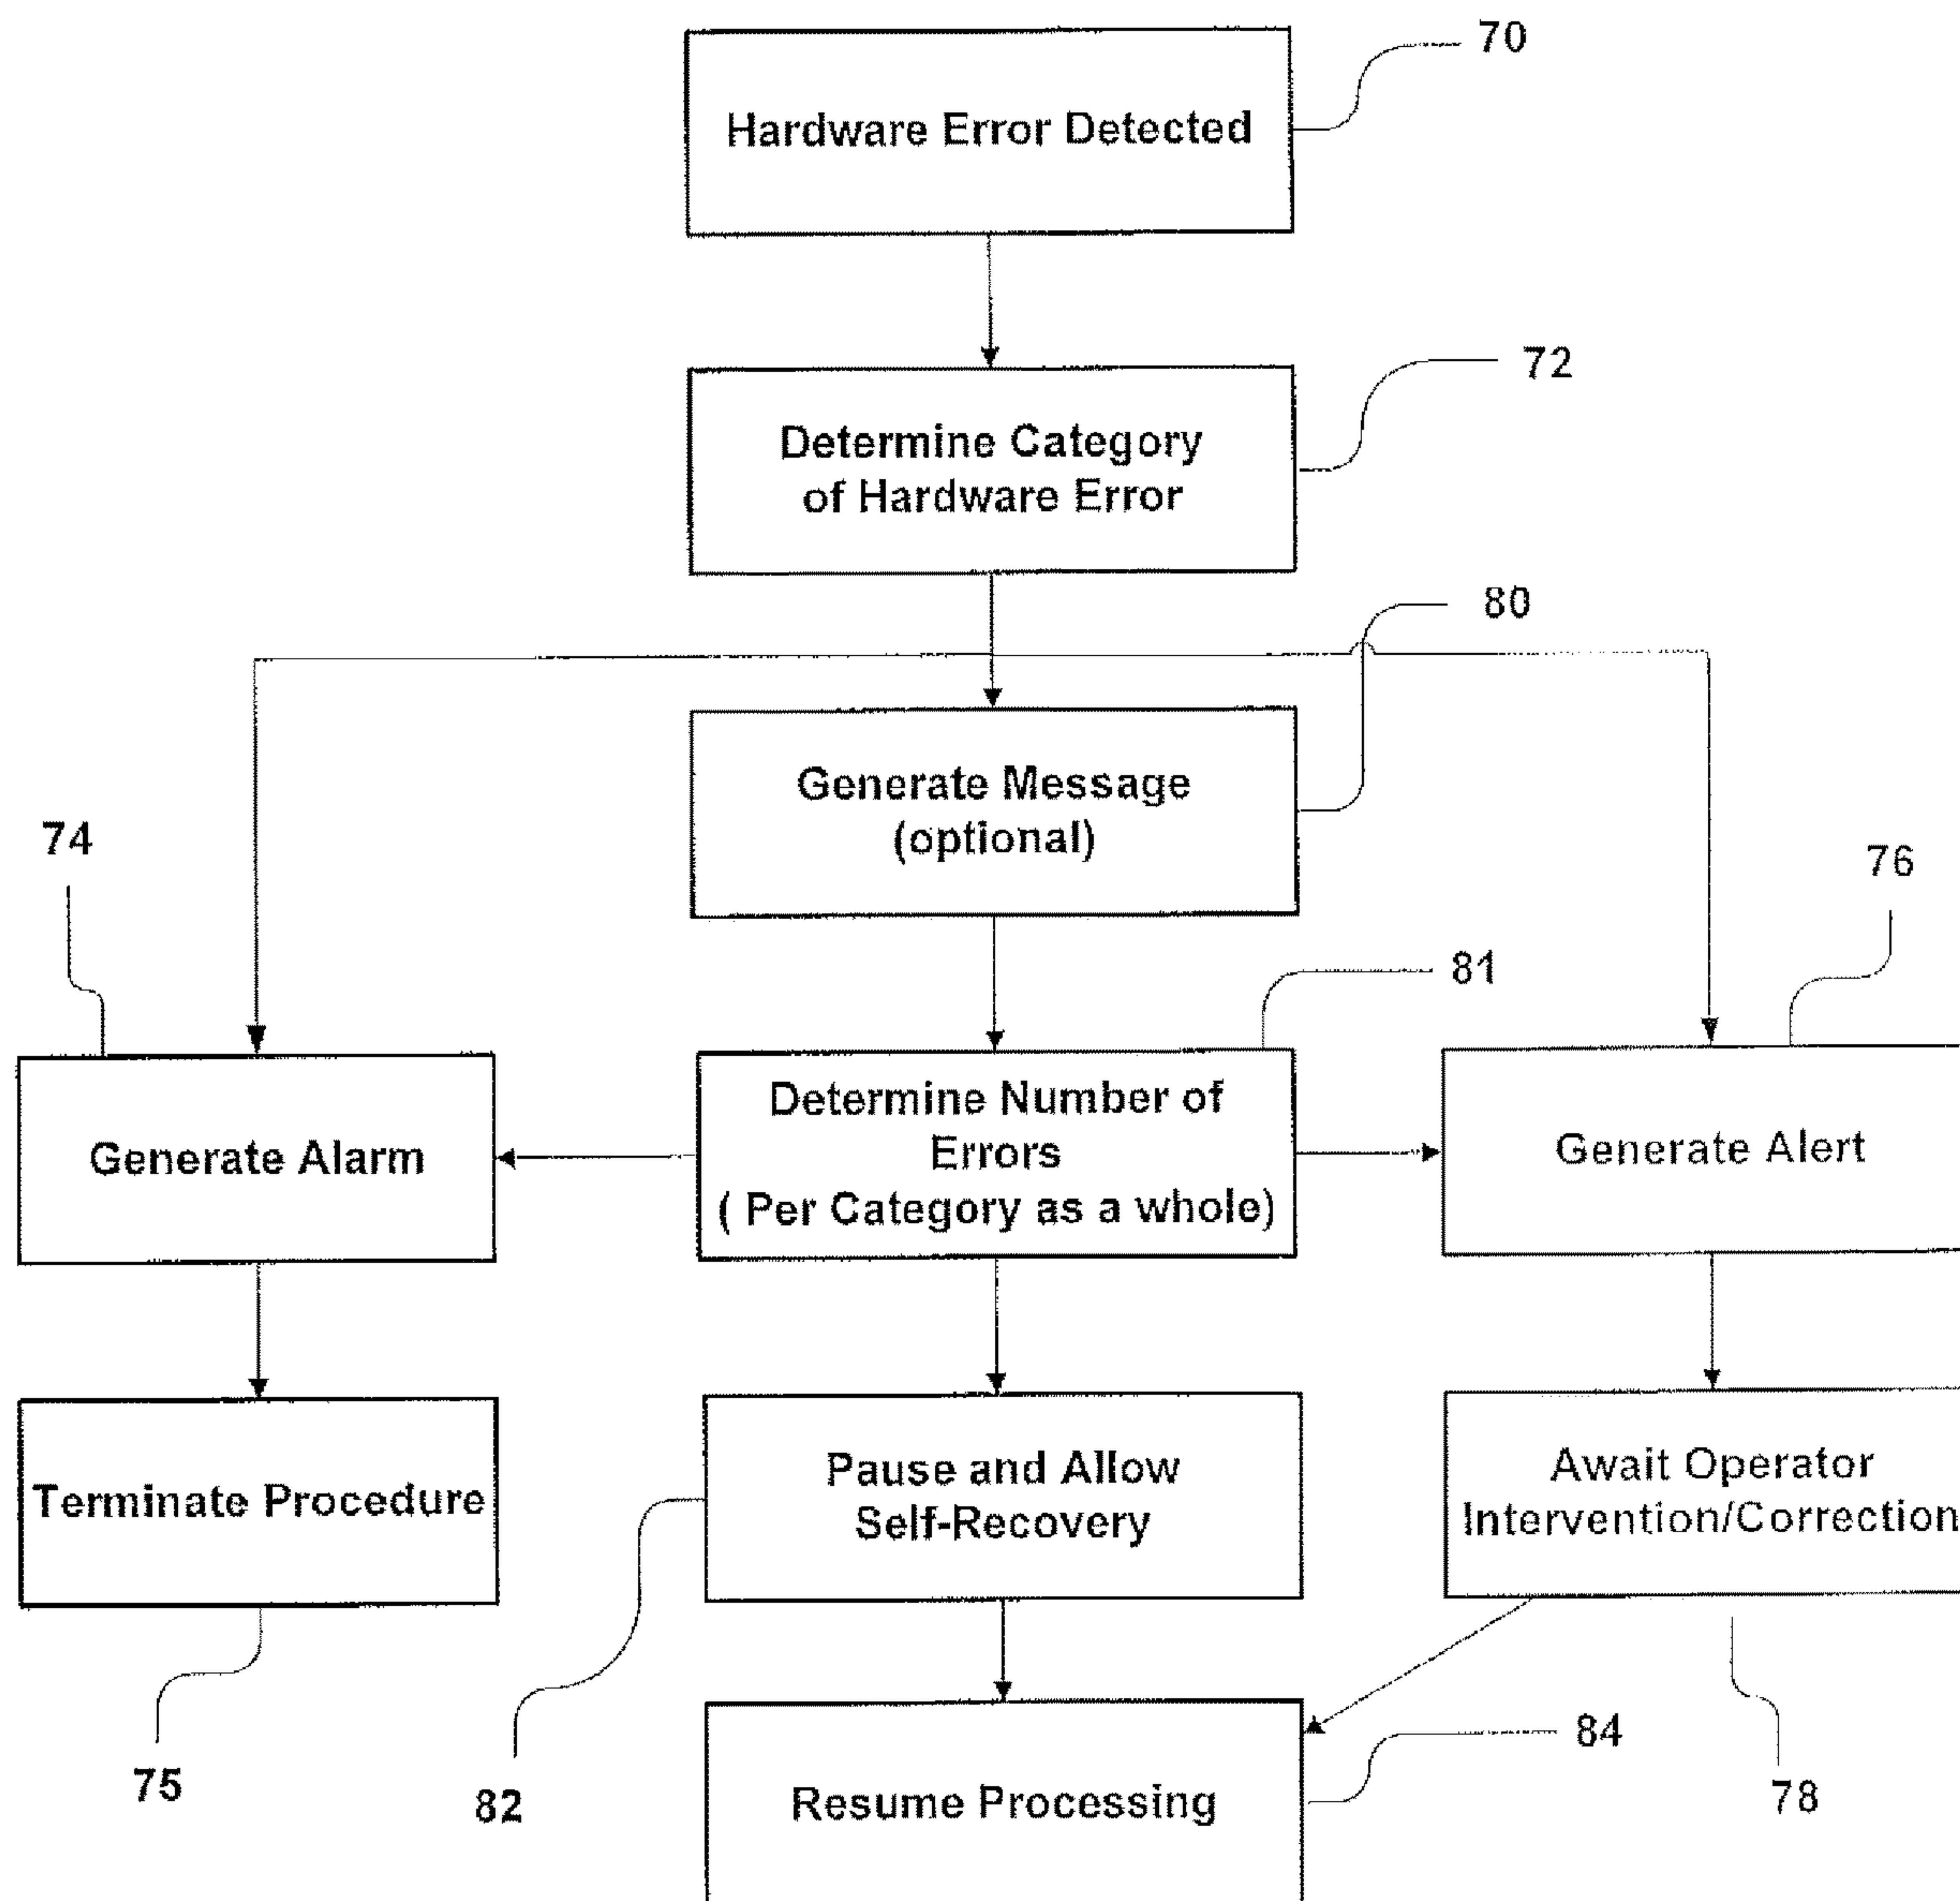 70
Hardware Error Detected
72
Determine Category
of Hardware Error
80
Generate Message
(optional)
74
76
81
Generate Alarm
Determine Number of
Errors
( Per Category as a whole)
Generate Alert
Terminate Procedure
Pause and Allow
Self-Recovery
Await Operator
Intervention/Correction
75
82
84
78
Resume Processing